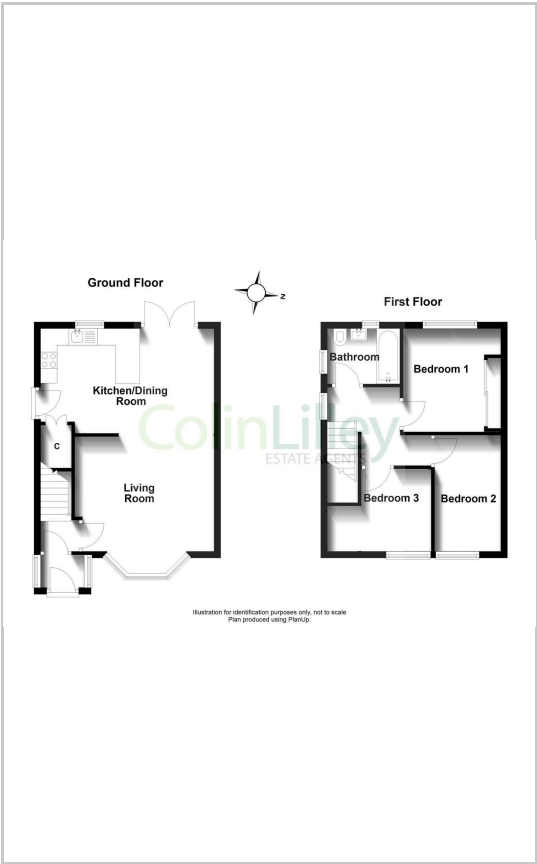 Ground Floor
N
First Floor
Bathroom
Bedroom 1
Kitchen/Dining
Room
ColinLilley
ESTATE AGENTS
C
Living
Room
Bedroom 3
Bedroom 2
Illustration for identification purposes only, not to scale
Plan produced using PlanUp.